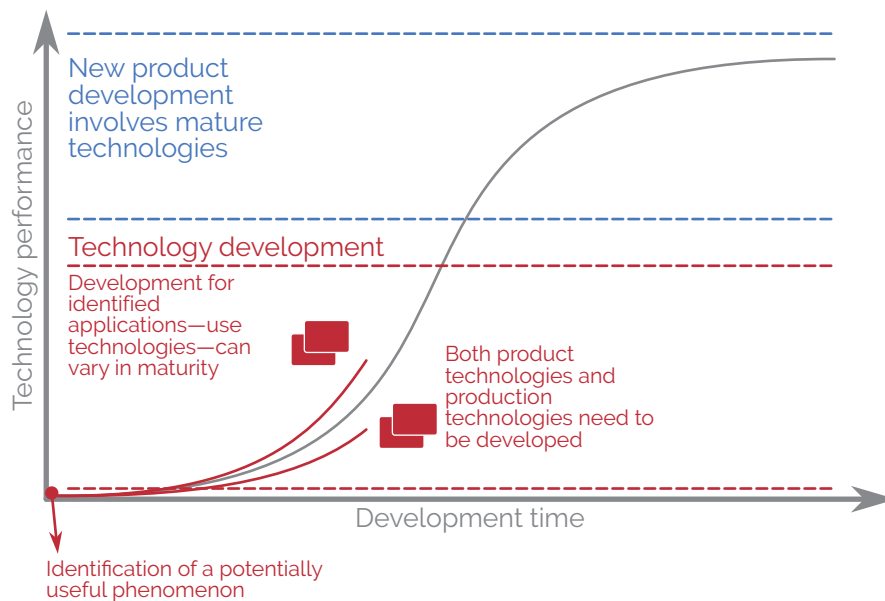 New product
development
involves mature
technologies
Technology performance
Technology development
Development for
identified
applications—use
technologies—can
vary in maturity
Both product
technologies and
production
technologies need to
be developed
Development time
Identification of a potentially
useful phenomenon